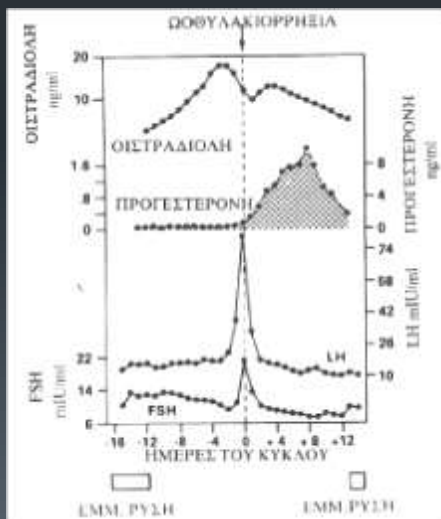 ΩΟΘΥΛΑΚΙΟΡΡΗΞΙΑ
ΟΙΣΤΡΑΔΙΟΛΗ
ng/ml
20
10
ΟΙΣΤΡΑΔΙΟΛΗ
1.6
.8
0
ΠΡΟΓΕΣΤΕΡΟΝΗ
8
4
0
ΠΡΟΓΕΣΤΕΡΟΝΗ
ng/ml
74
58
42
26
10
LH mIU/ml
LH
22
14
6
FSH
mIU/ml
FSH
16 -12 -8 -4 0 +4 +8 +12
ΗΜΕΡΕΣ ΤΟΥ ΚΥΚΛΟΥ
ΕΜΜ. ΡΥΣΗ
ΕΜΜ. ΡΥΣΗ